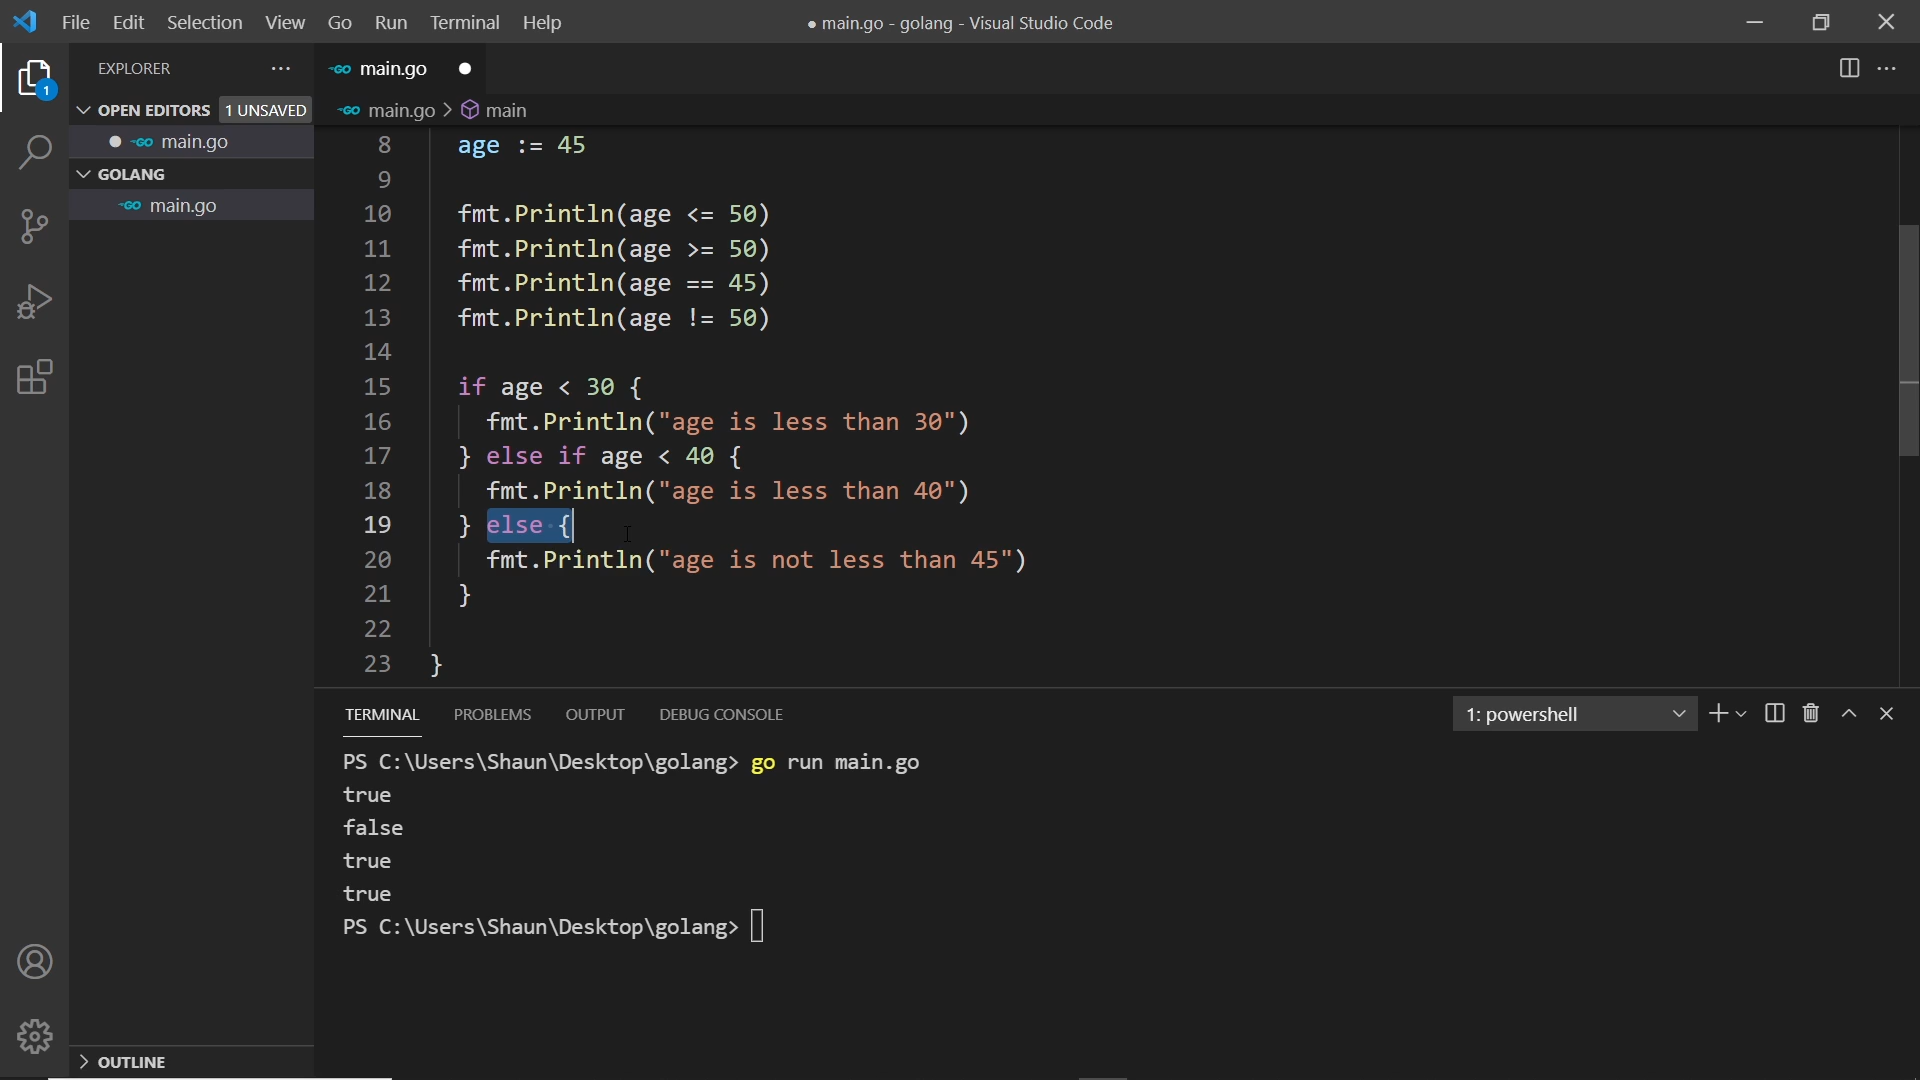 File Edit Selection View Go Run Terminal Help
● main.go - golang - Visual Studio Code
EXPLORER
OPEN EDITORS 1 UNSAVED
main.go
GOLANG
main.go
OUTLINE
1
main.go
main.go > main
8 age := 45
9
10 fmt.Println(age <= 50)
11 fmt.Println(age >= 50)
12 fmt.Println(age == 45)
13 fmt.Println(age != 50)
14
15 if age < 30 {
16 fmt.Println("age is less than 30")
17 } else if age < 40 {
18 fmt.Println("age is less than 40")
19 } else {
20 fmt.Println("age is not less than 45")
21 }
22
23 }
TERMINAL PROBLEMS OUTPUT DEBUG CONSOLE
1: powershell
PS C:\Users\Shaun\Desktop\golang> go run main.go
true
false
true
true
PS C:\Users\Shaun\Desktop\golang>